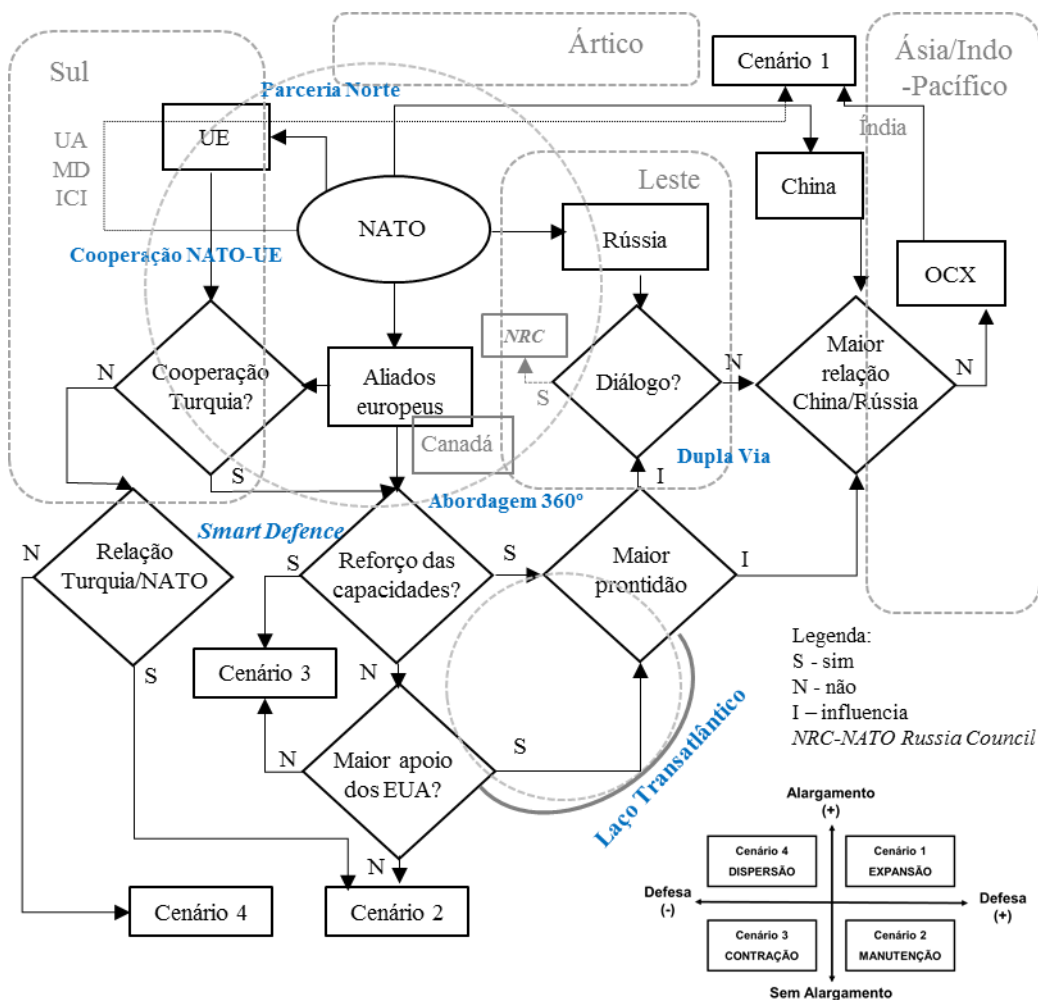 Ártico
Sul
Cenário 1
Ásia/Indo
-Pacífico
Parceria Norte
UE
UA
MD
ICI
Índia
Leste
China
NATO
Rússia
Cooperação NATO-UE
OCX
NRC
N
Cooperação
Turquia?
Aliados
europeus
S
Diálogo?
N
Maior
relação
China/Rússia
N
Canadá
Dupla Via
S
I
Abordagem 360º
Smart Defence
N
Relação
Turquia/NATO
S
Reforço das
capacidades?
S
Maior
prontidão
I
S
Cenário 3
N
Legenda:
S - sim
N - não
I – influencia
NRC-NATO Russia Council
N
Maior apoio
dos EUA?
S
Laço Transatlântico
N
Cenário 4
Cenário 2
Alargamento
(+)
Cenário 4
DISPERSÃO
Cenário 1
EXPANSÃO
Defesa
(-)
Defesa
(+)
Cenário 3
CONTRAÇÃO
Cenário 2
MANUTENÇÃO
Sem Alargamento